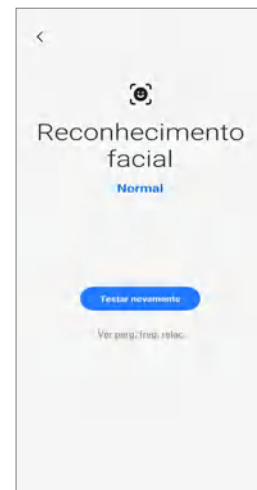 Reconhecimento
facial
Normal
Testar novamente
Ver perg. freq. relac.